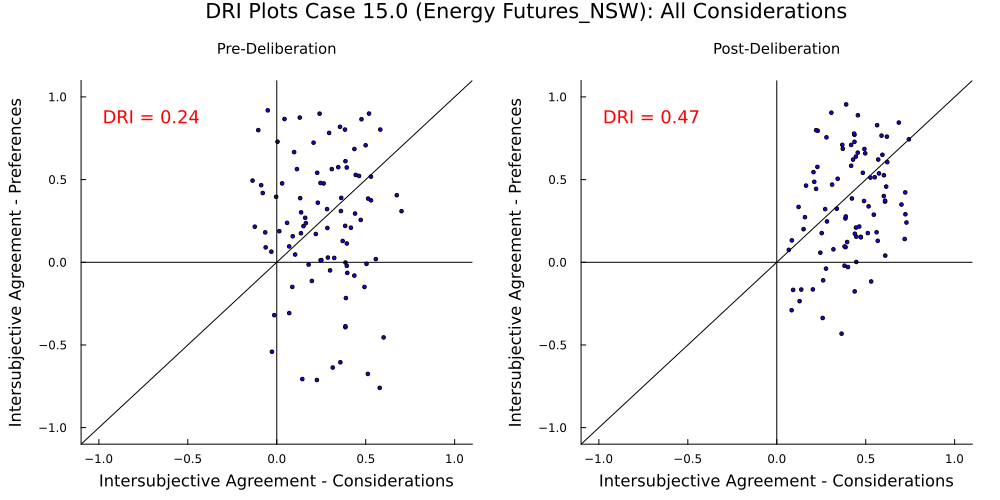 DRI Plots Case 15.0 (Energy Futures_NSW): All Considerations
Pre-Deliberation
DRI = 0.24
Intersubjective Agreement - Preferences
1.0
0.5
0.0
−0.5
−1.0
−1.0 −0.5 0.0 0.5 1.0
Intersubjective Agreement - Considerations
Post-Deliberation
DRI = 0.47
Intersubjective Agreement - Preferences
1.0
0.5
0.0
−0.5
−1.0
−1.0 −0.5 0.0 0.5 1.0
Intersubjective Agreement - Considerations